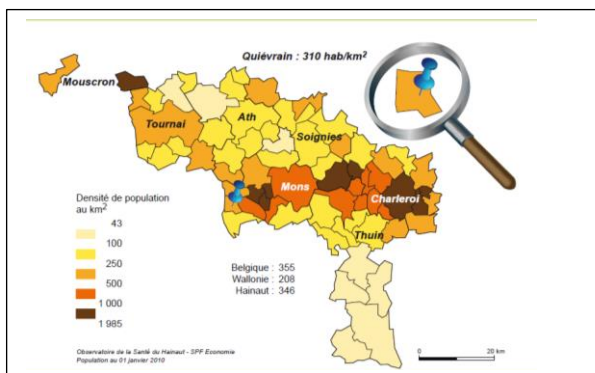 Quiévrain : 310 hab/km²
Mouscron
Tournai
Ath
Soignies
Mons
Charleroi
Thuin
Densité de population
au km²
43
100
250
500
1 000
1 985
Belgique : 355
Wallonie : 208
Hainaut : 346
Observatoire de la Santé du Hainaut - SPF Economie
Population au 01 janvier 2010
0 20 km